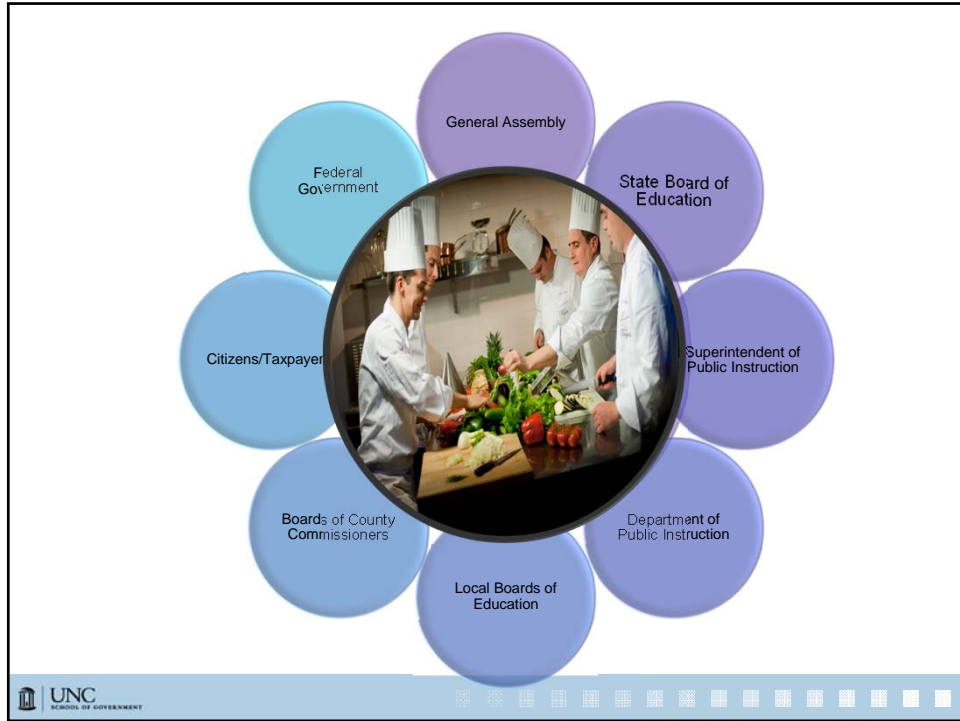 General Assembly
State Board of
Education
Superintendent of
Public Instruction
Department of
Public Instruction
Local Boards of
Education
Boards of County
Commissioners
Citizens/Taxpayer
Federal
Government
UNC
SCHOOL OF GOVERNMENT